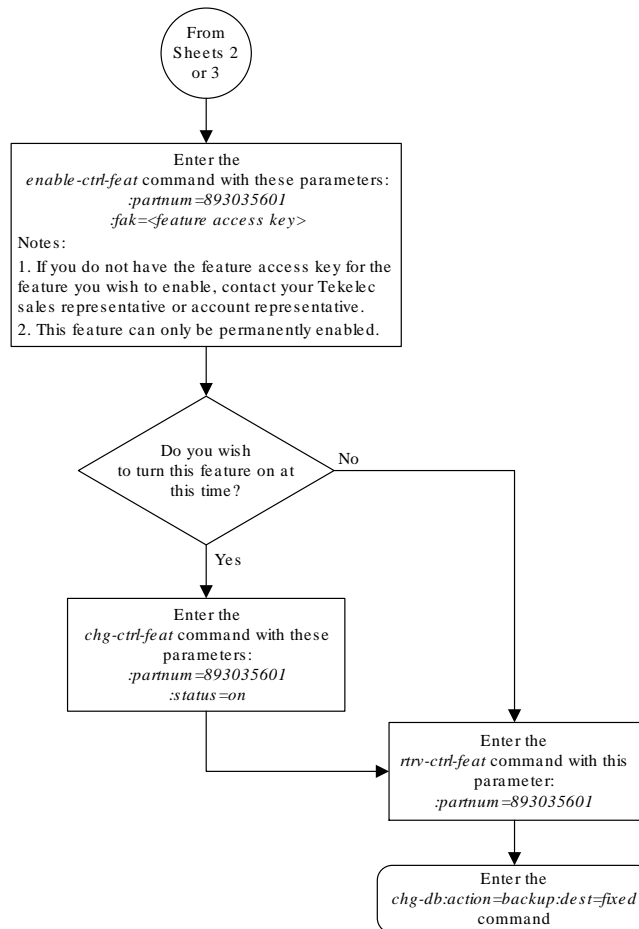 From
Sheets 2
or 3
Enter the
enable-ctrl-feat command with these parameters:
:partnum=893035601
:fak=<feature access key>
Notes:
1. If you do not have the feature access key for the
feature you wish to enable, contact your Tekelec
sales representative or account representative.
2. This feature can only be permanently enabled.
Do you wish
to turn this feature on at
this time?
No
Yes
Enter the
chg-ctrl-feat command with these
parameters:
:partnum=893035601
:status=on
Enter the
rtrv-ctrl-feat command with this
parameter:
:partnum=893035601
Enter the
chg-db:action=backup:dest=fixed
command